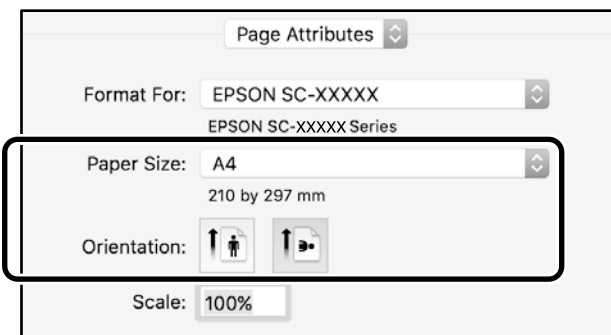 Page Attributes
Format For: EPSON SC-XXXXX
EPSON SC-XXXXX Series
Paper Size: A4
210 by 297 mm
Orientation:
Scale: 100%